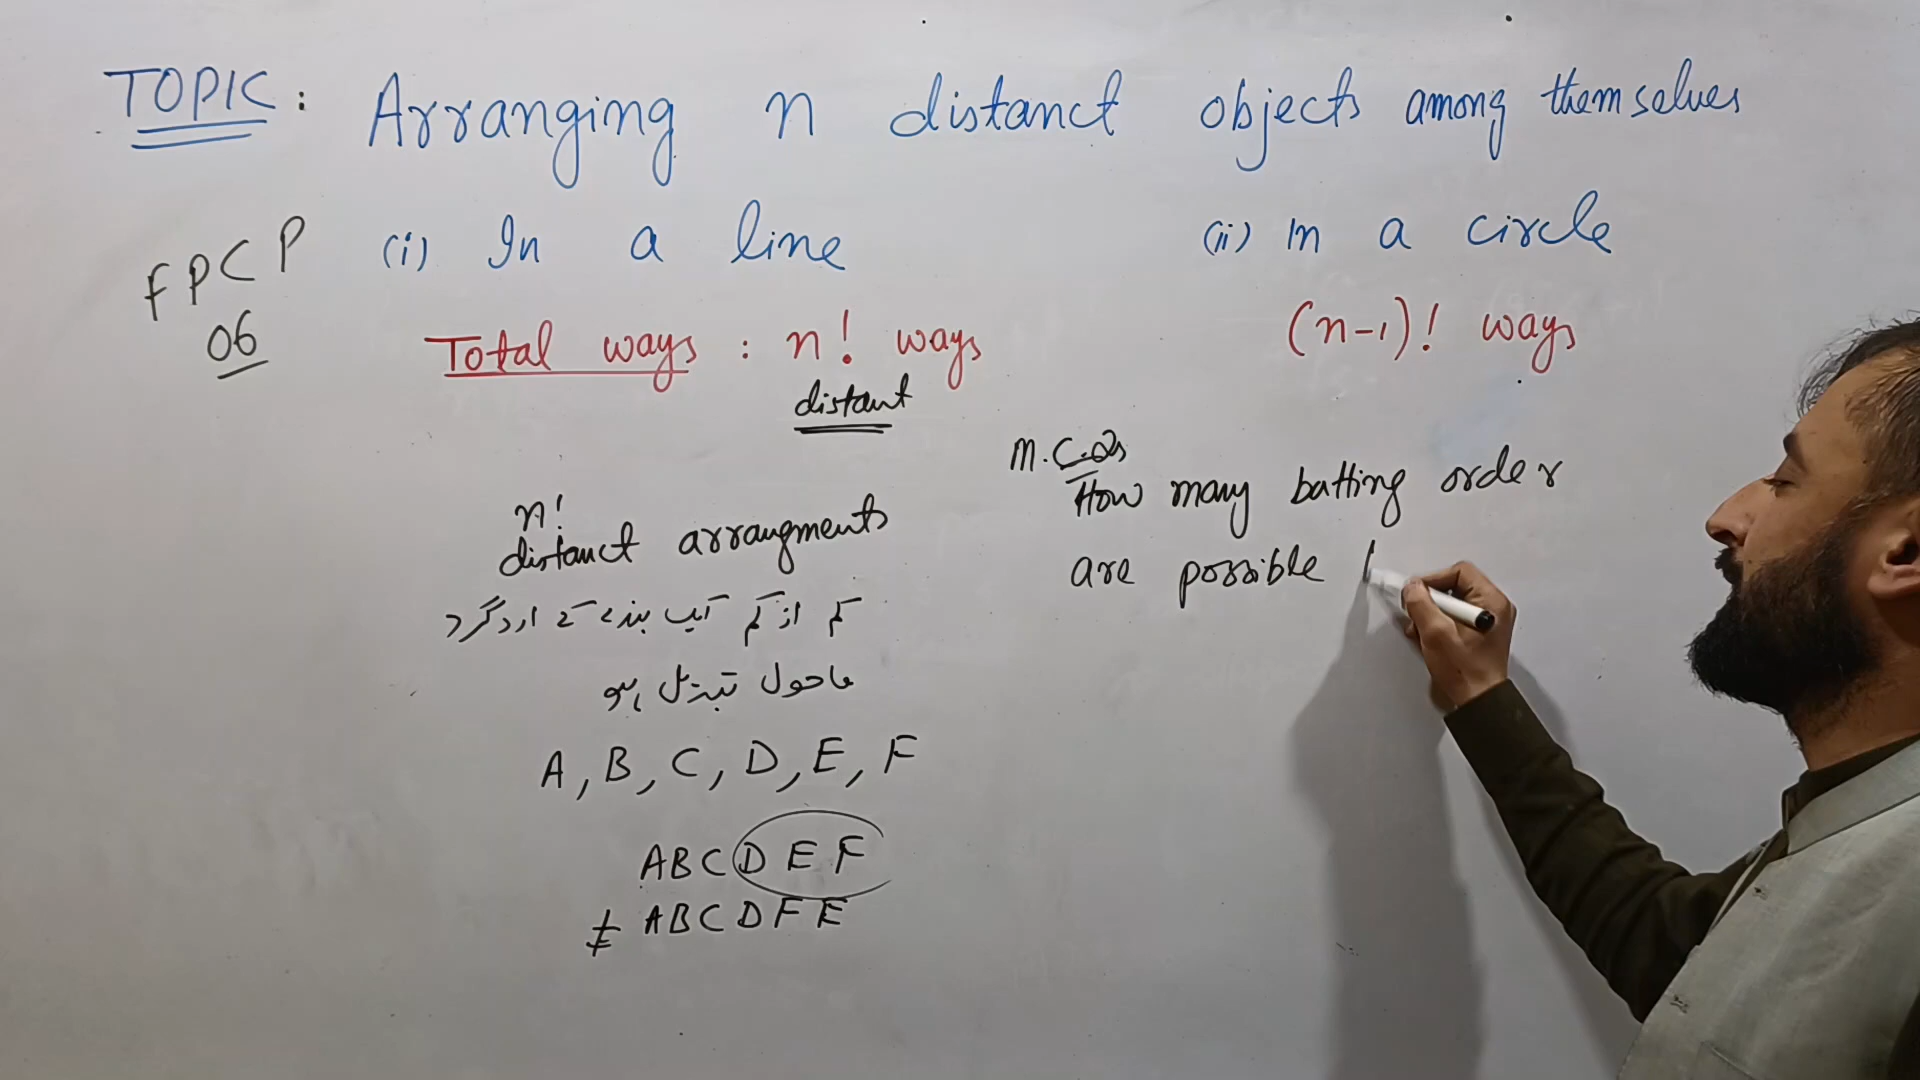 TOPIC: Arranging n distanct objects among themselves
(i) In a line
(ii) In a circle
FPCP
06
Total ways : n! ways
(n-1)! ways
distant
n!
distanct arrangments
کم از کم ایک بندے کے ارد گرد
ماحول تبدیل ہو
A, B, C, D, E, F
ABCDEF
≠ ABCDFE
M.C.Qs
How many batting order
are possible